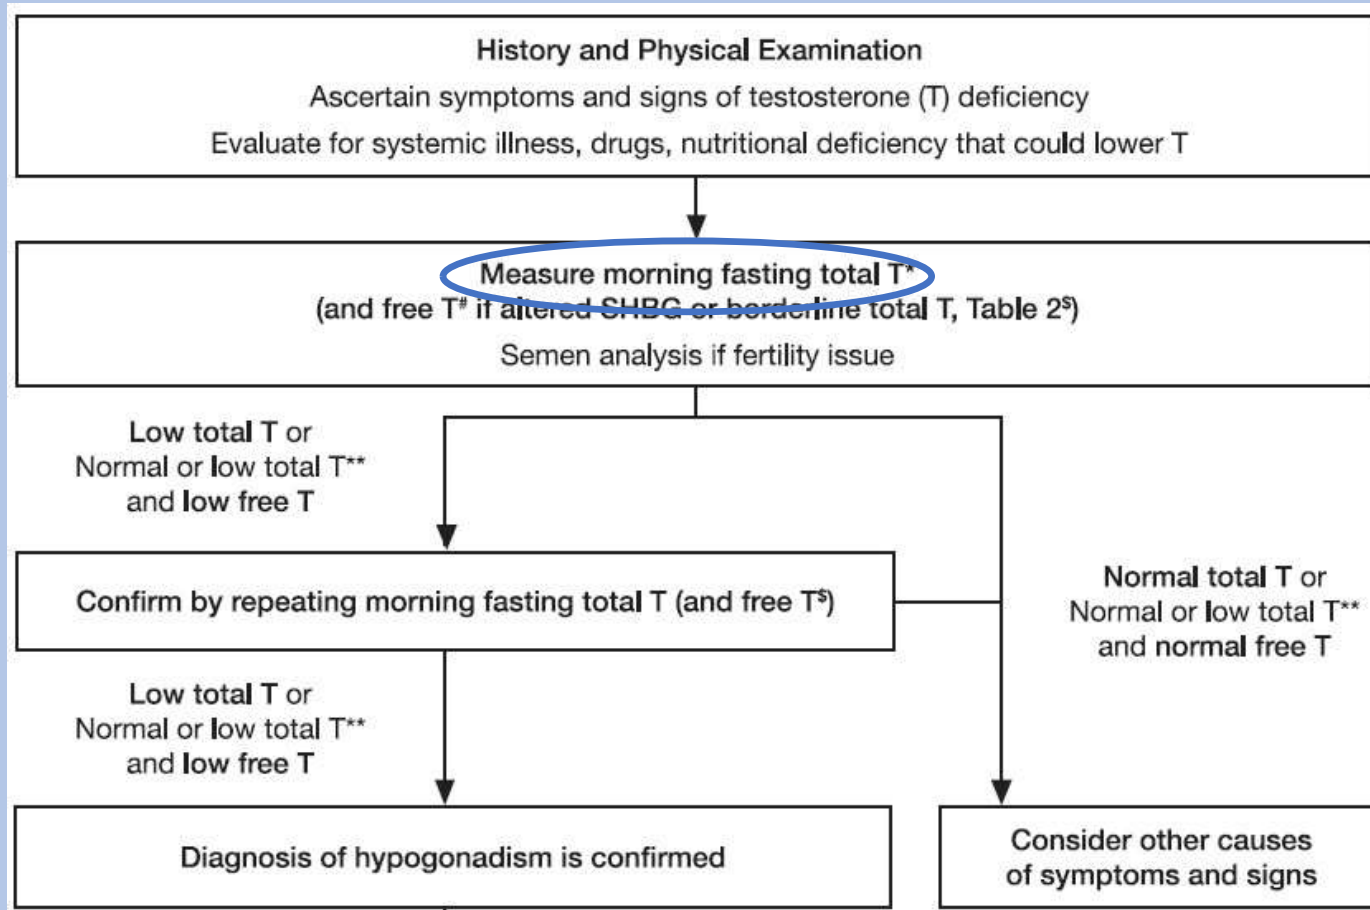 History and Physical Examination
Ascertain symptoms and signs of testosterone (T) deficiency
Evaluate for systemic illness, drugs, nutritional deficiency that could lower T
Measure morning fasting total T*
(and free T# if altered SHBG or borderline total T, Table 2$)
Semen analysis if fertility issue
Low total T or
Normal or low total T**
and low free T
Confirm by repeating morning fasting total T (and free T$)
Normal total T or
Normal or low total T**
and normal free T
Low total T or
Normal or low total T**
and low free T
Diagnosis of hypogonadism is confirmed
Consider other causes
of symptoms and signs